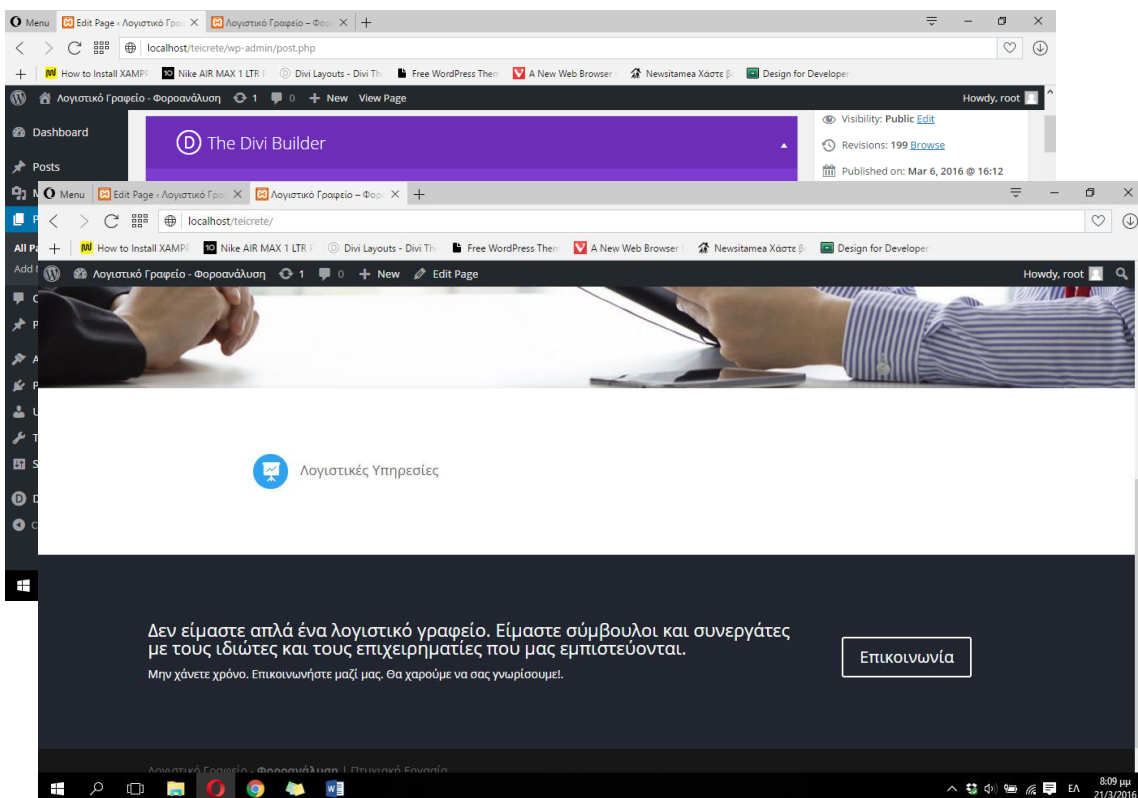 Menu Edit Page ‹ Λογιστικό Γρα Λογιστικό Γραφείο – Φορ
localhost/teicrete/wp-admin/post.php
How to Install XAMP Nike AIR MAX 1 LTR Divi Layouts - Divi Th Free WordPress Them A New Web Browser Newsitamea Χάστε β Design for Developer
Λογιστικό Γραφείο - Φοροανάλυση 1 0 New View Page Howdy, root
Dashboard
Posts
All Pa
Add
The Divi Builder
Visibility: Public Edit
Revisions: 199 Browse
Published on: Mar 6, 2016 @ 16:12
Menu Edit Page ‹ Λογιστικό Γρα Λογιστικό Γραφείο – Φορ
localhost/teicrete/
How to Install XAMP Nike AIR MAX 1 LTR Divi Layouts - Divi Th Free WordPress Them A New Web Browser Newsitamea Χάστε β Design for Developer
Λογιστικό Γραφείο - Φοροανάλυση 1 0 New Edit Page Howdy, root
Λογιστικές Υπηρεσίες
Δεν είμαστε απλά ένα λογιστικό γραφείο. Είμαστε σύμβουλοι και συνεργάτες
με τους ιδιώτες και τους επιχειρηματίες που μας εμπιστεύονται.
Μην χάνετε χρόνο. Επικοινωνήστε μαζί μας. Θα χαρούμε να σας γνωρίσουμε!.
Επικοινωνία
Λογιστικό Γραφείο - Φοροανάλυση | Πτυχιακή Εργασία
ΕΛ
8:09 μμ
21/3/2016